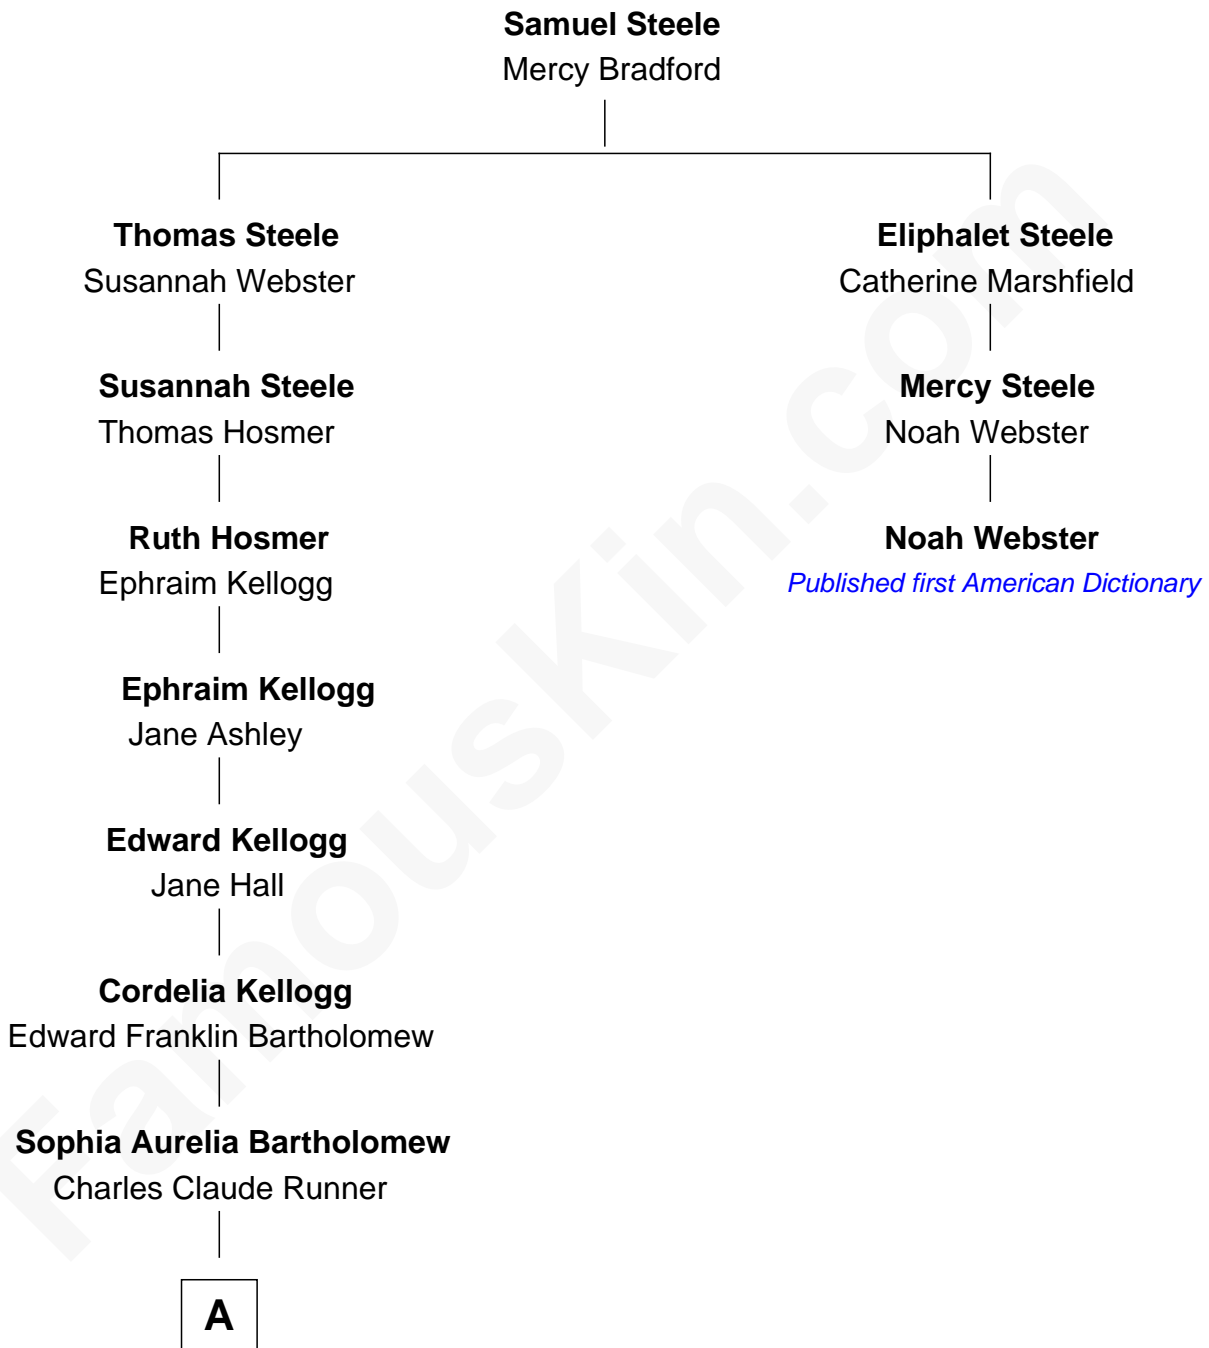 Samuel Steele
Mercy Bradford
Thomas Steele
Susannah Webster
Eliphalet Steele
Catherine Marshfield
Susannah Steele
Thomas Hosmer
Mercy Steele
Noah Webster
Ruth Hosmer
Ephraim Kellogg
Noah Webster
Published first American Dictionary
Ephraim Kellogg
Jane Ashley
Edward Kellogg
Jane Hall
Cordelia Kellogg
Edward Franklin Bartholomew
Sophia Aurelia Bartholomew
Charles Claude Runner
A
FamousKin.com